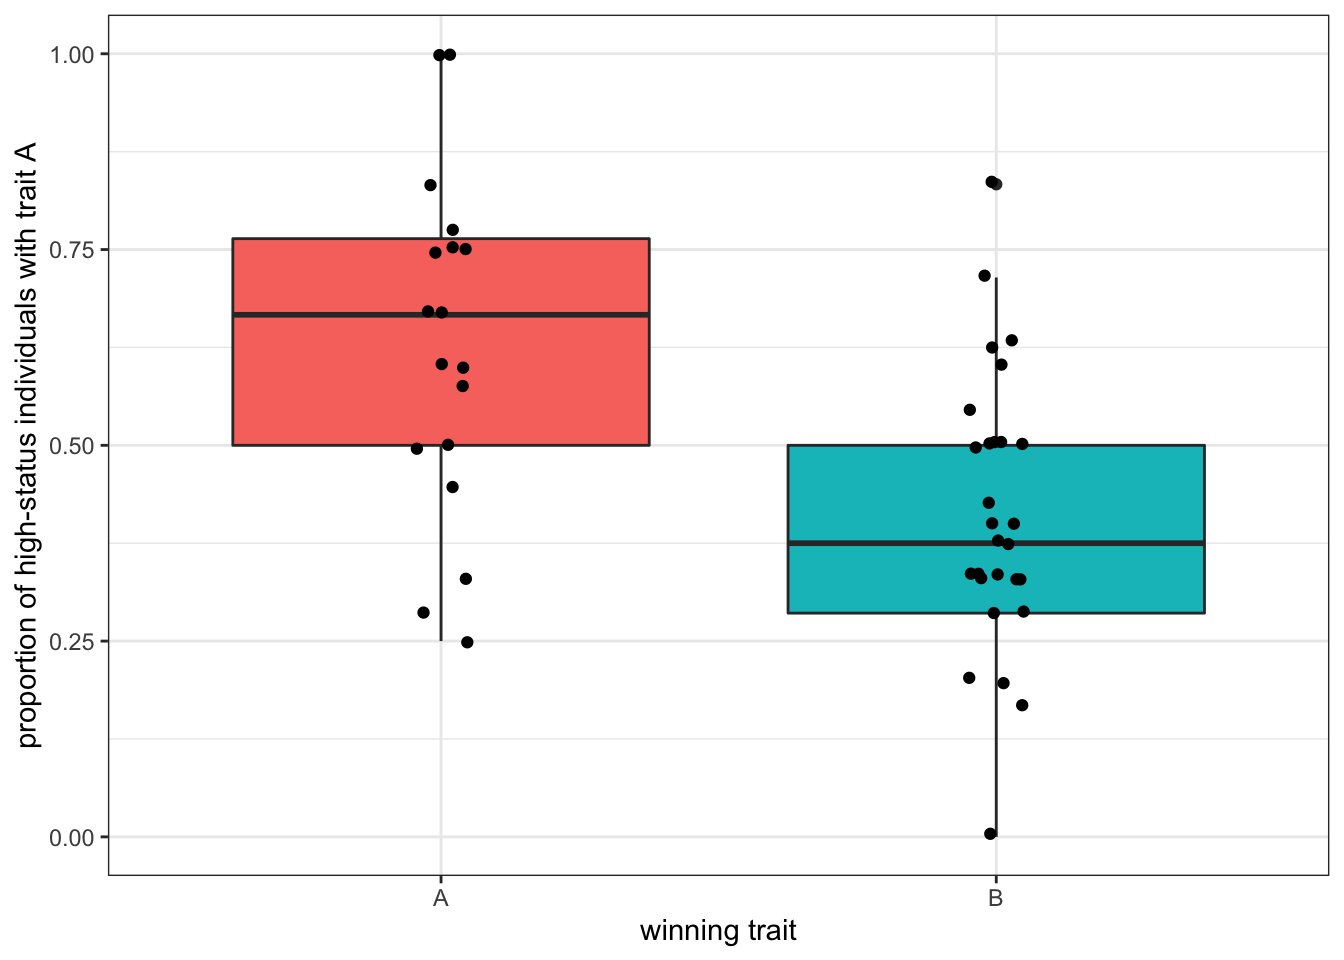 proportion of high-status individuals with trait A
1.00
0.75
0.50
0.25
0.00
A
B
winning trait